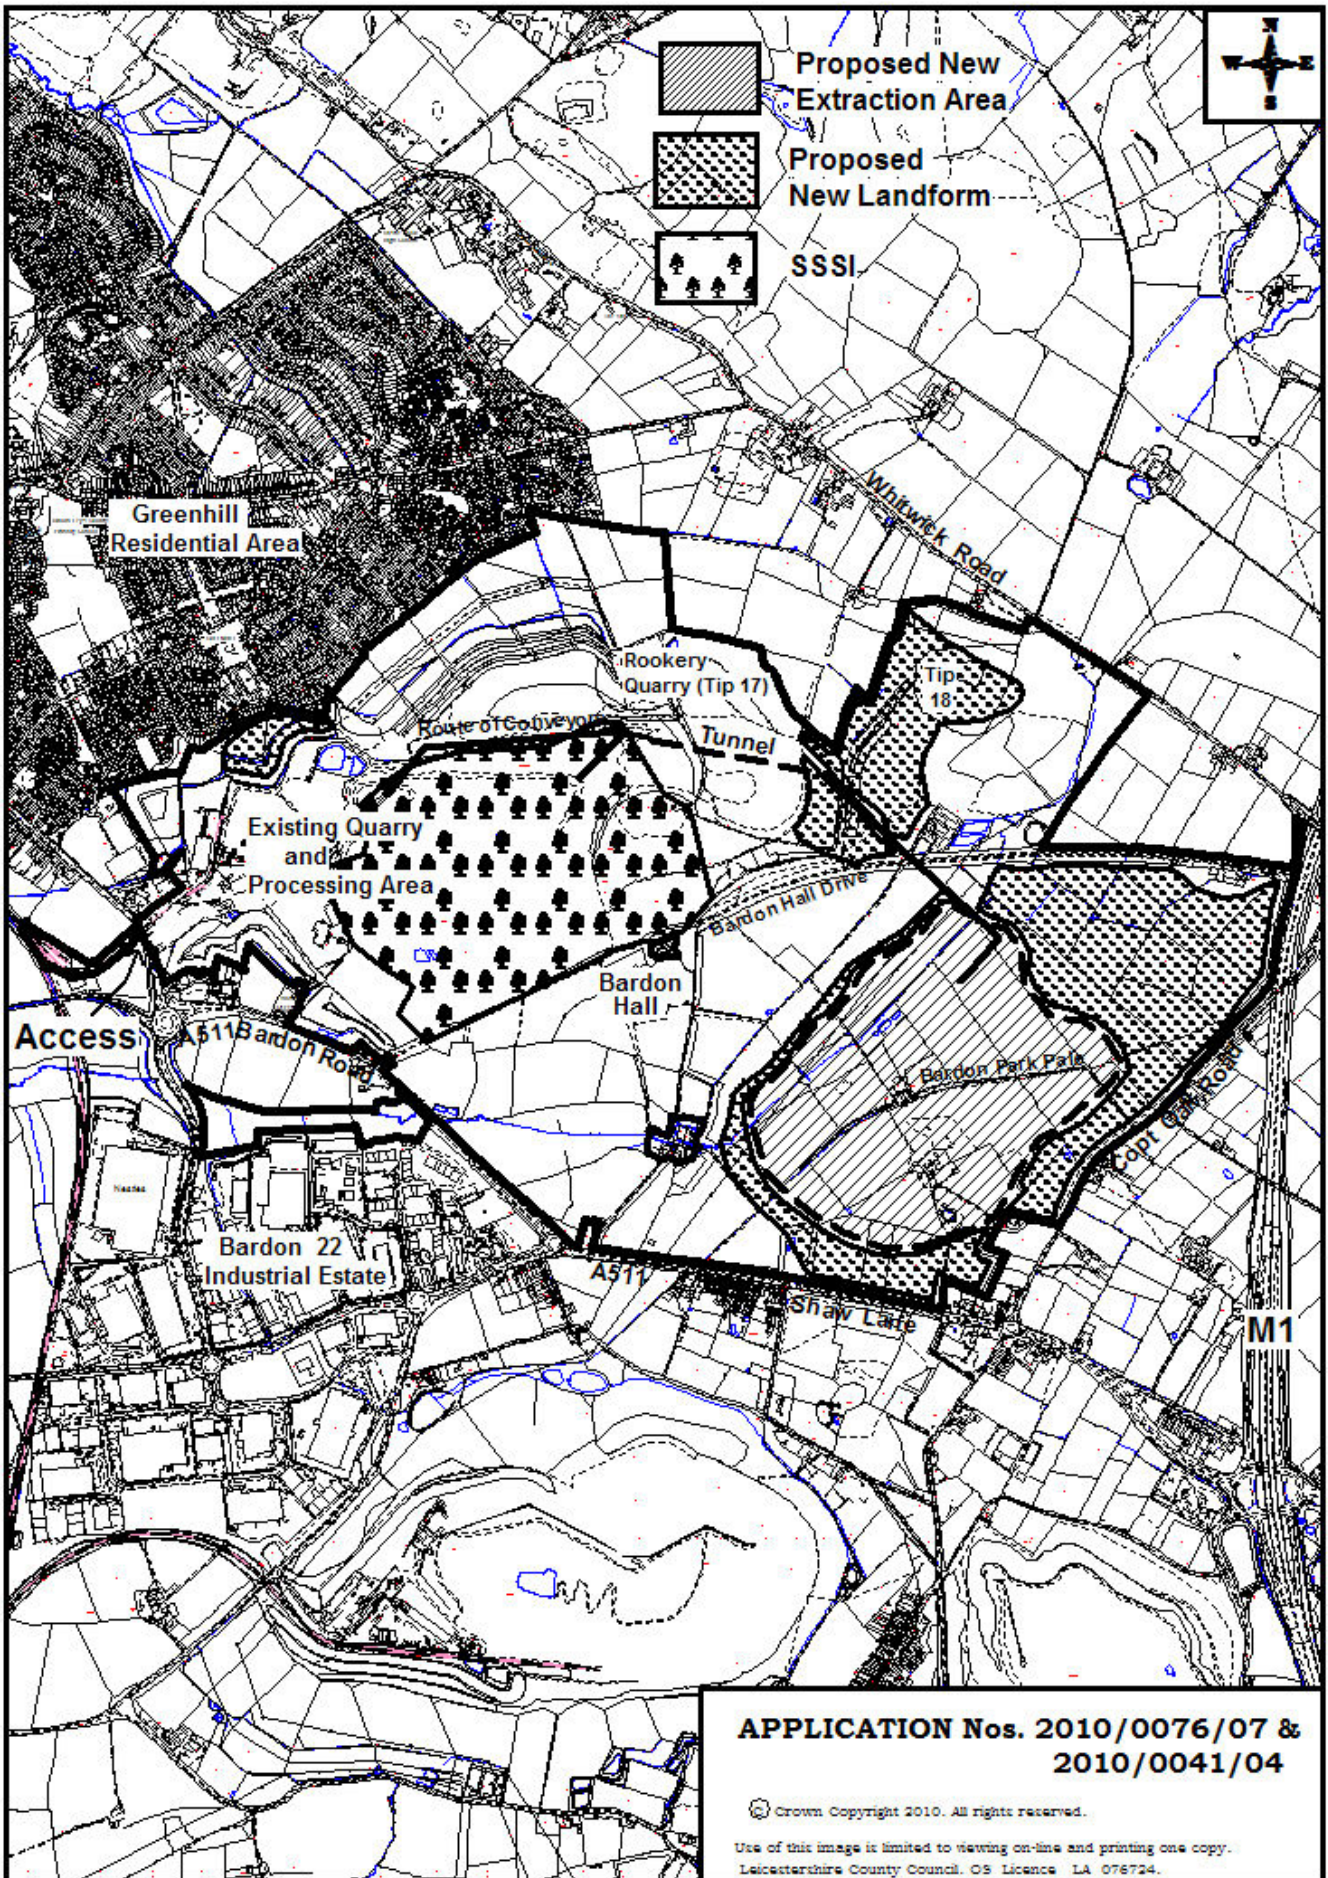 N
W E
S
Proposed New
Extraction Area
Proposed
New Landform
SSSI
Whitwick Road
Greenhill
Residential Area
Rookery
Quarry (Tip 17)
Tip
18
Route of Conveyors
Tunnel
Existing Quarry
and
Processing Area
Bardon Hall Drive
Bardon
Hall
Access
A511 Bardon Road
Bardon Park Pale
Copt Oak Road
Nestles
Bardon 22
Industrial Estate
A511
Shaw Lane
M1
APPLICATION Nos. 2010/0076/07 &
2010/0041/04
© Crown Copyright 2010. All rights reserved.
Use of this image is limited to viewing on-line and printing one copy.
Leicestershire County Council. OS Licence LA 076724.